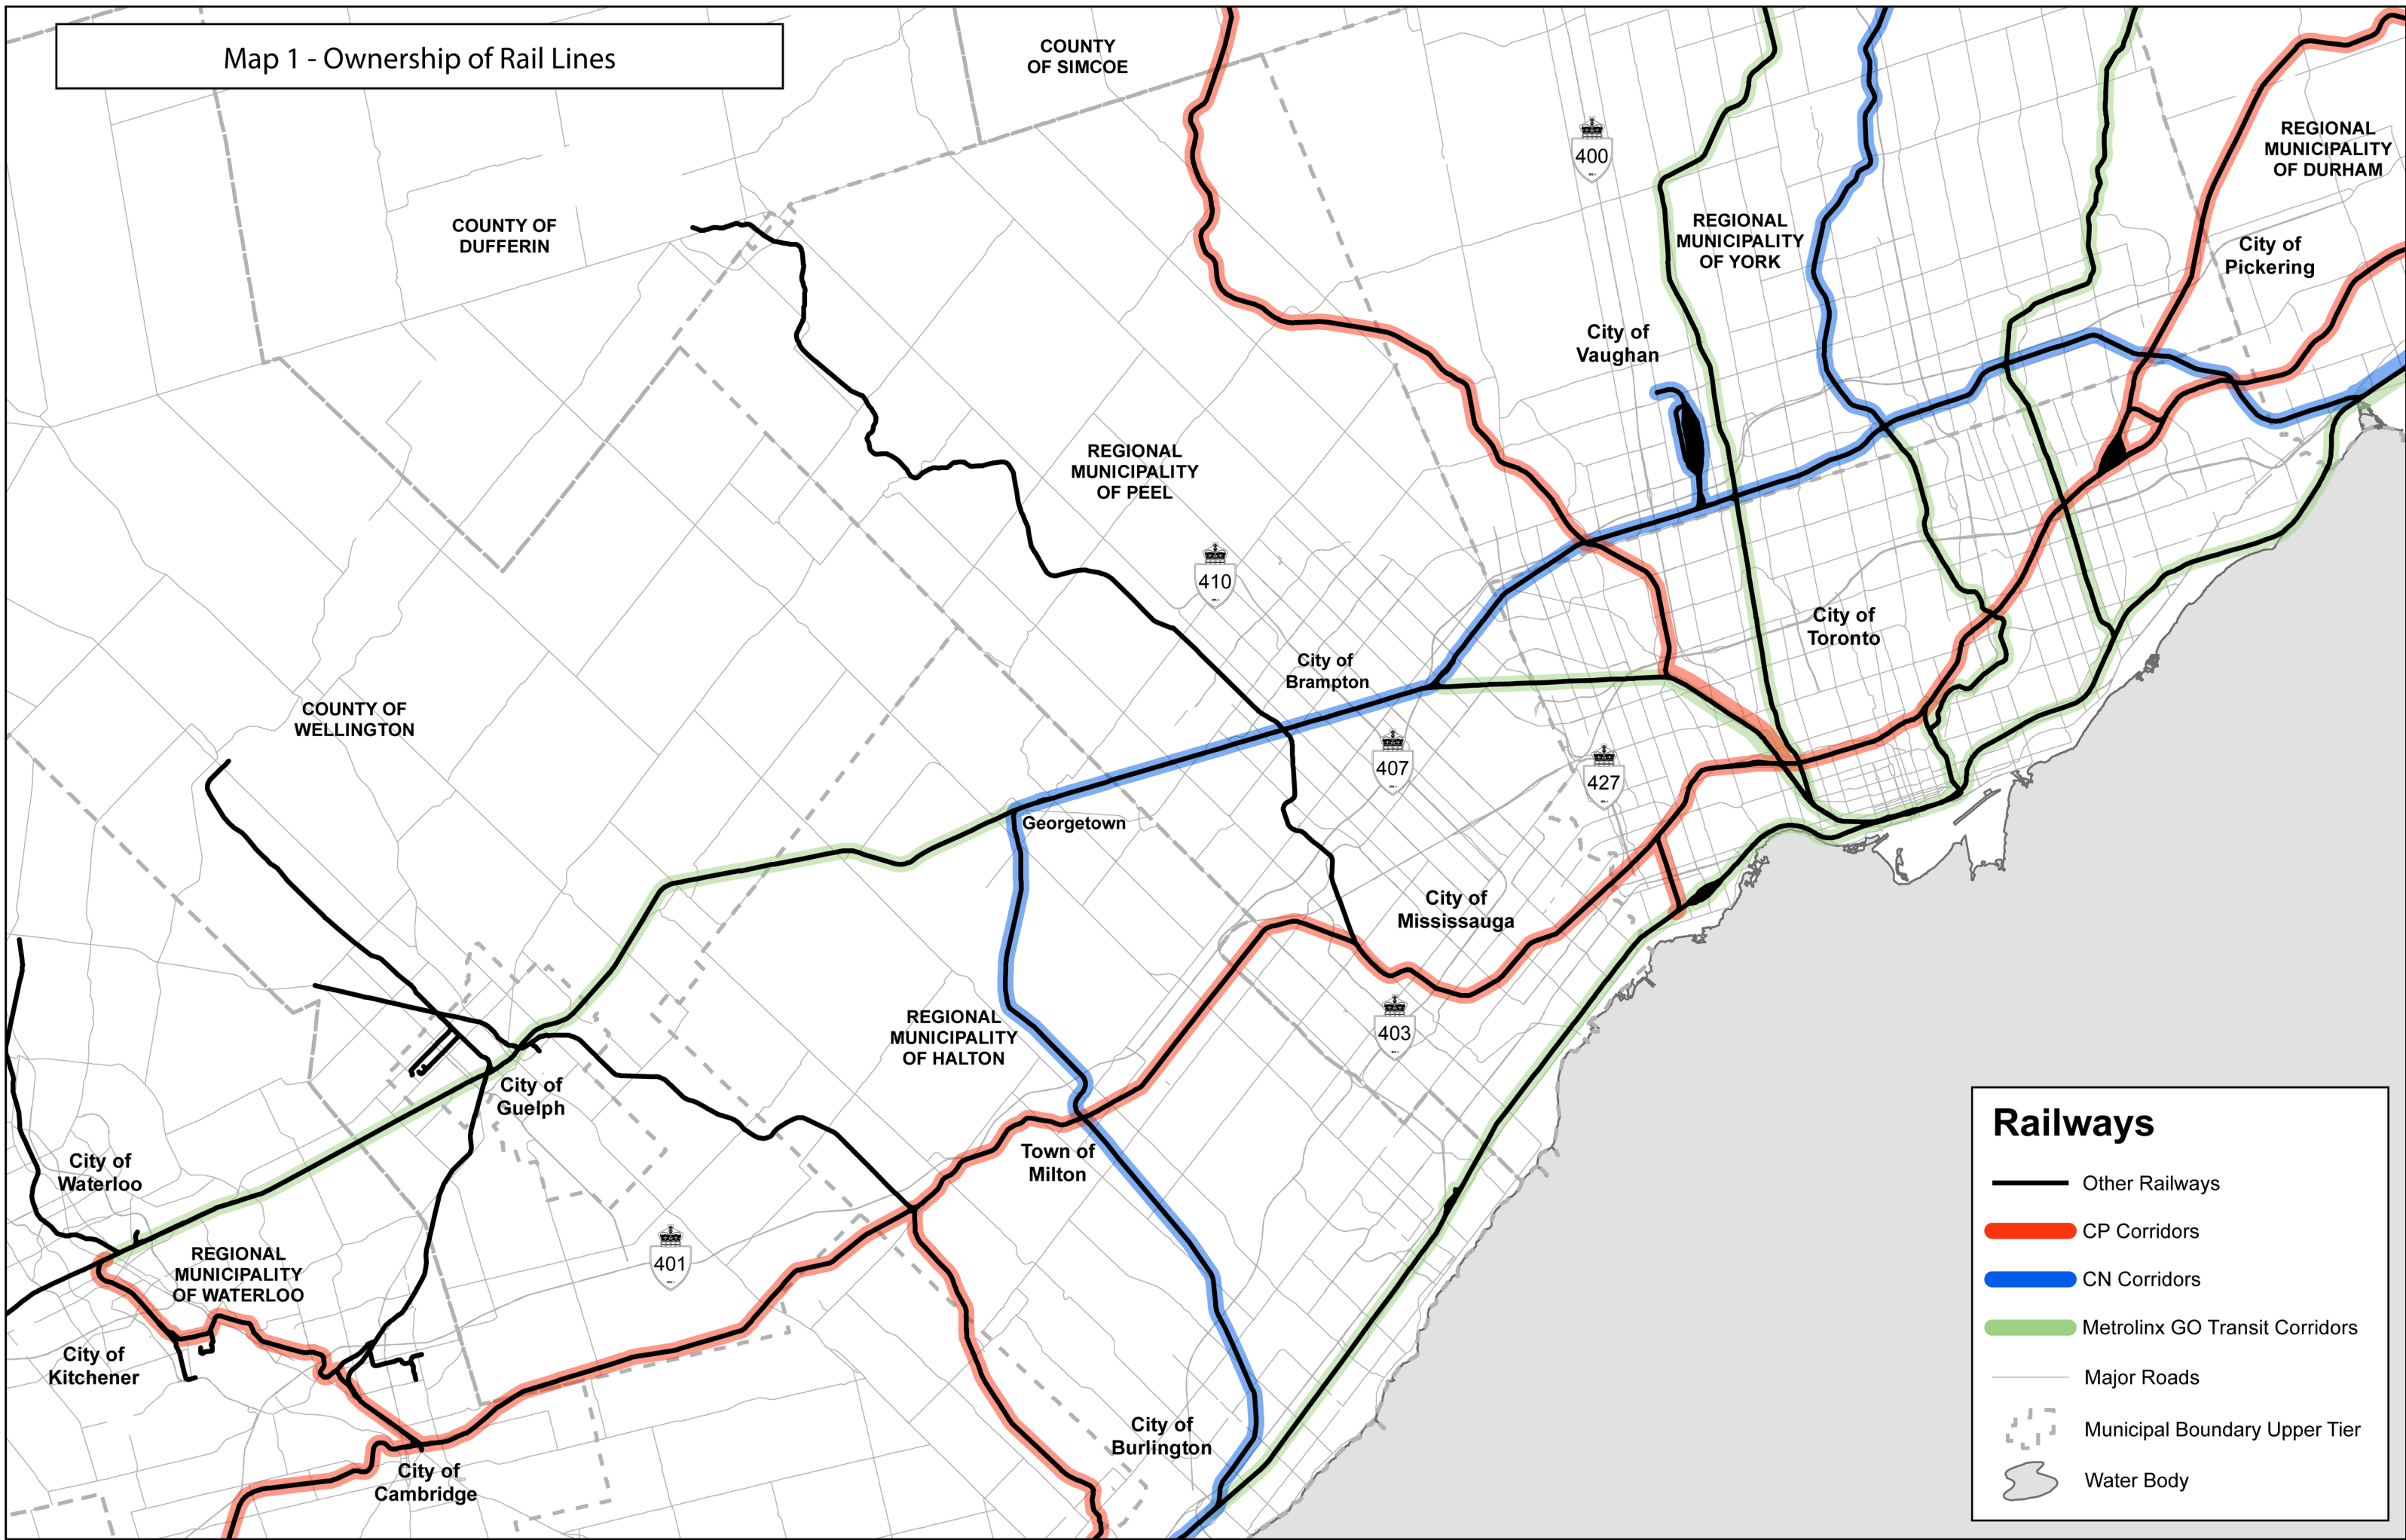 Map 1 - Ownership of Rail Lines
COUNTY
OF SIMCOE
400
REGIONAL
MUNICIPALITY
OF DURHAM
COUNTY OF
DUFFERIN
REGIONAL
MUNICIPALITY
OF YORK
City of
Pickering
City of
Vaughan
REGIONAL
MUNICIPALITY
OF PEEL
410
City of
Toronto
City of
Brampton
COUNTY OF
WELLINGTON
407
427
Georgetown
City of
Mississauga
REGIONAL
MUNICIPALITY
OF HALTON
403
City of
Guelph
City of
Waterloo
Town of
Milton
401
REGIONAL
MUNICIPALITY
OF WATERLOO
City of
Kitchener
City of
Burlington
City of
Cambridge
Railways
Other Railways
CP Corridors
CN Corridors
Metrolinx GO Transit Corridors
Major Roads
Municipal Boundary Upper Tier
Water Body